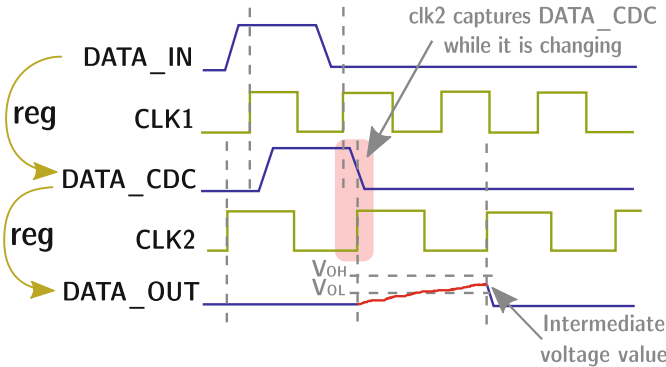 clk2 captures DATA_CDC
while it is changing
DATA_IN
reg
CLK1
DATA_CDC
reg
CLK2
VOH
VOL
DATA_OUT
Intermediate
voltage value